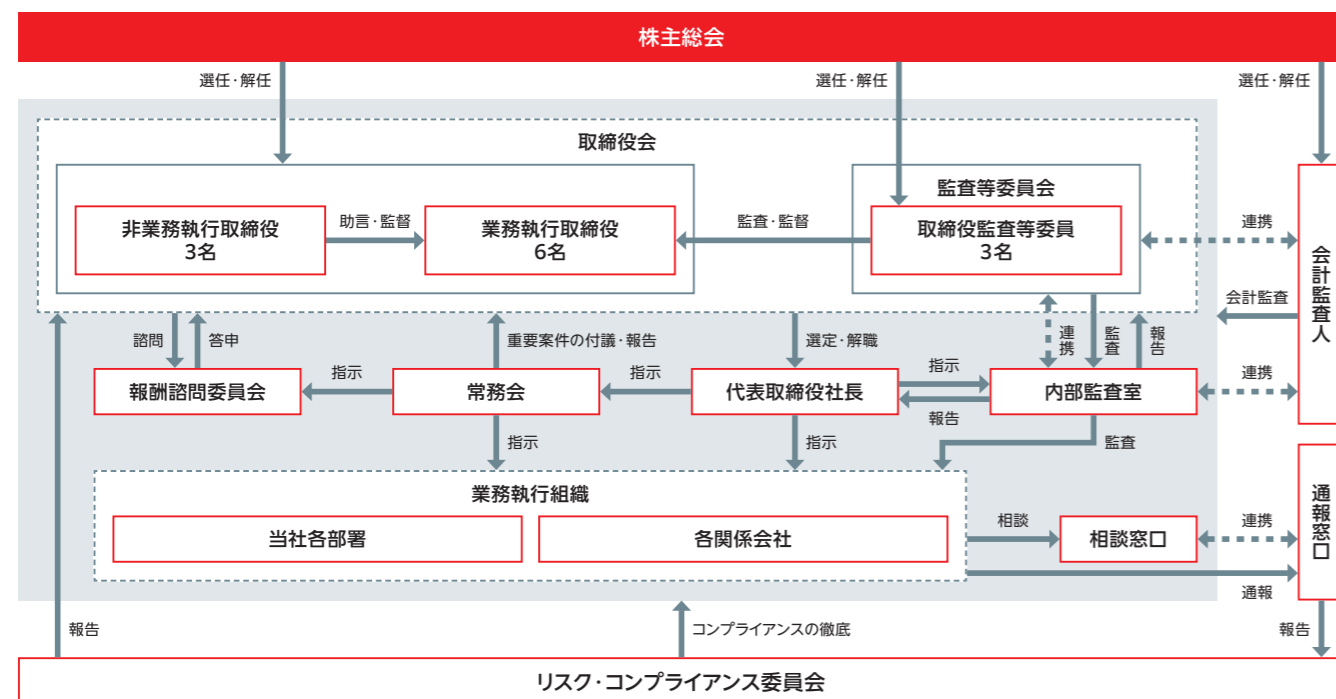 株主総会
選任・解任
選任・解任
選任・解任
取締役会
監査等委員会
非業務執行取締役
3名
助言・監督
業務執行取締役
6名
監査・監督
取締役監査等委員
3名
連携
会計監査人
会計監査
諮問
答申
重要案件の付議・報告
選定・解職
連携
監査
報告
報酬諮問委員会
指示
常務会
指示
代表取締役社長
指示
報告
内部監査室
連携
指示
指示
監査
業務執行組織
当社各部署
各関係会社
相談
相談窓口
連携
通報窓口
通報
報告
コンプライアンスの徹底
報告
リスク・コンプライアンス委員会